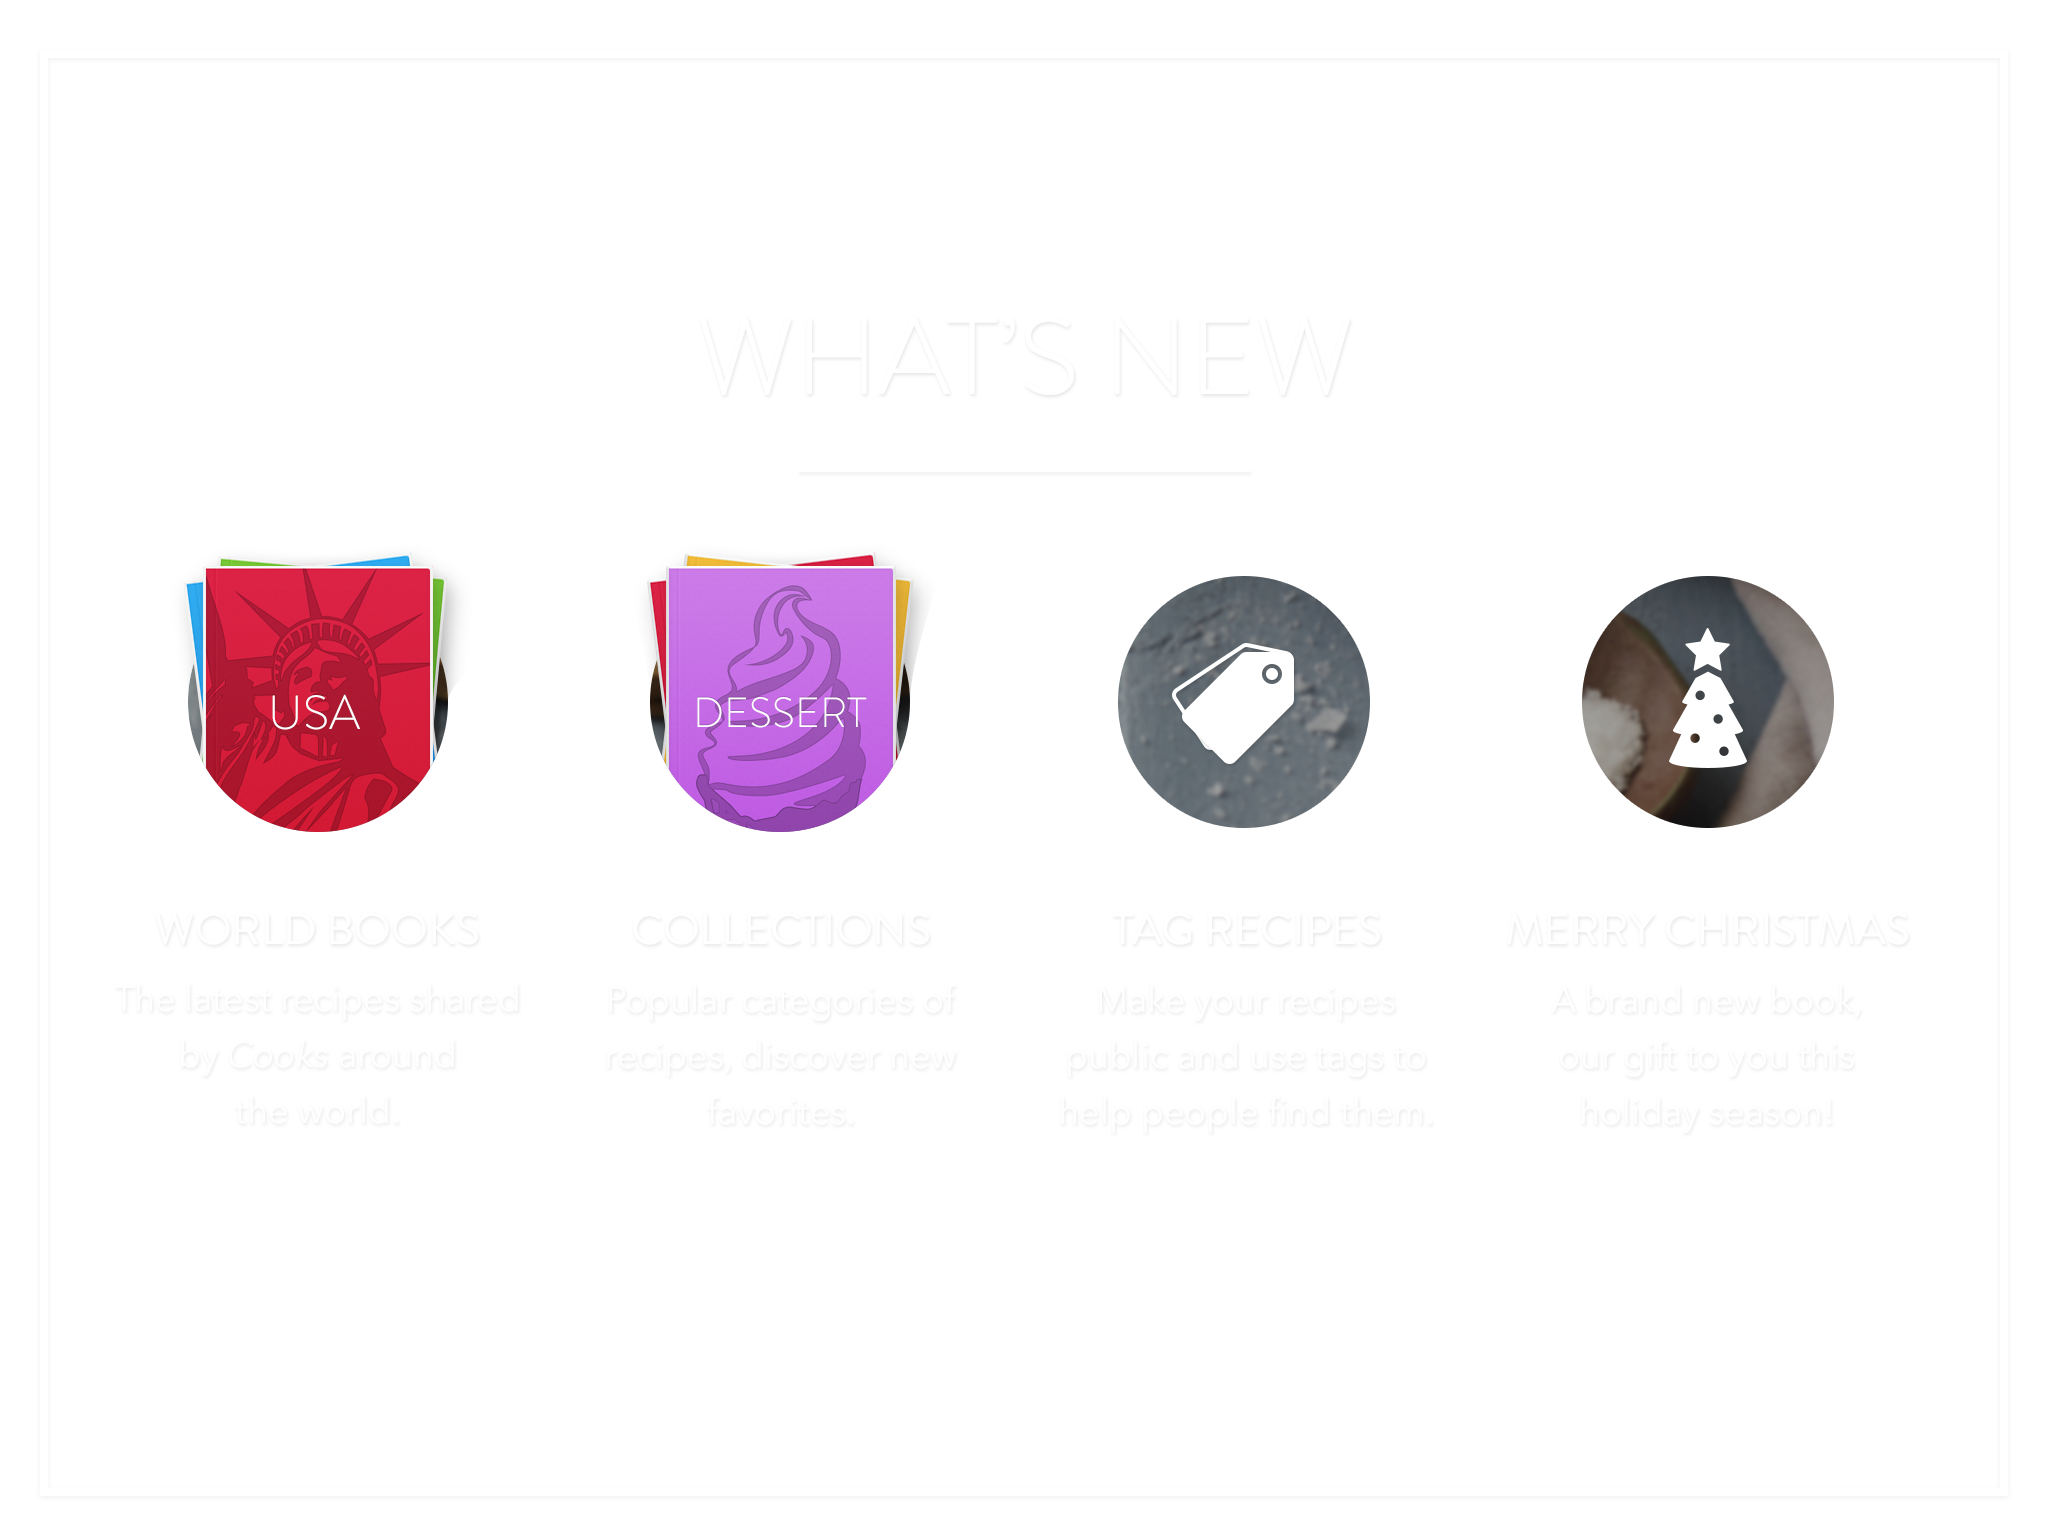 WHAT’S NEW
USA
DESSERT
WORLD BOOKS
The latest recipes shared
by Cooks around
the world.
COLLECTIONS
Popular categories of
recipes, discover new
favorites.
TAG RECIPES
Make your recipes
public and use tags to
help people find them.
MERRY CHRISTMAS
A brand new book,
our gift to you this
holiday season!